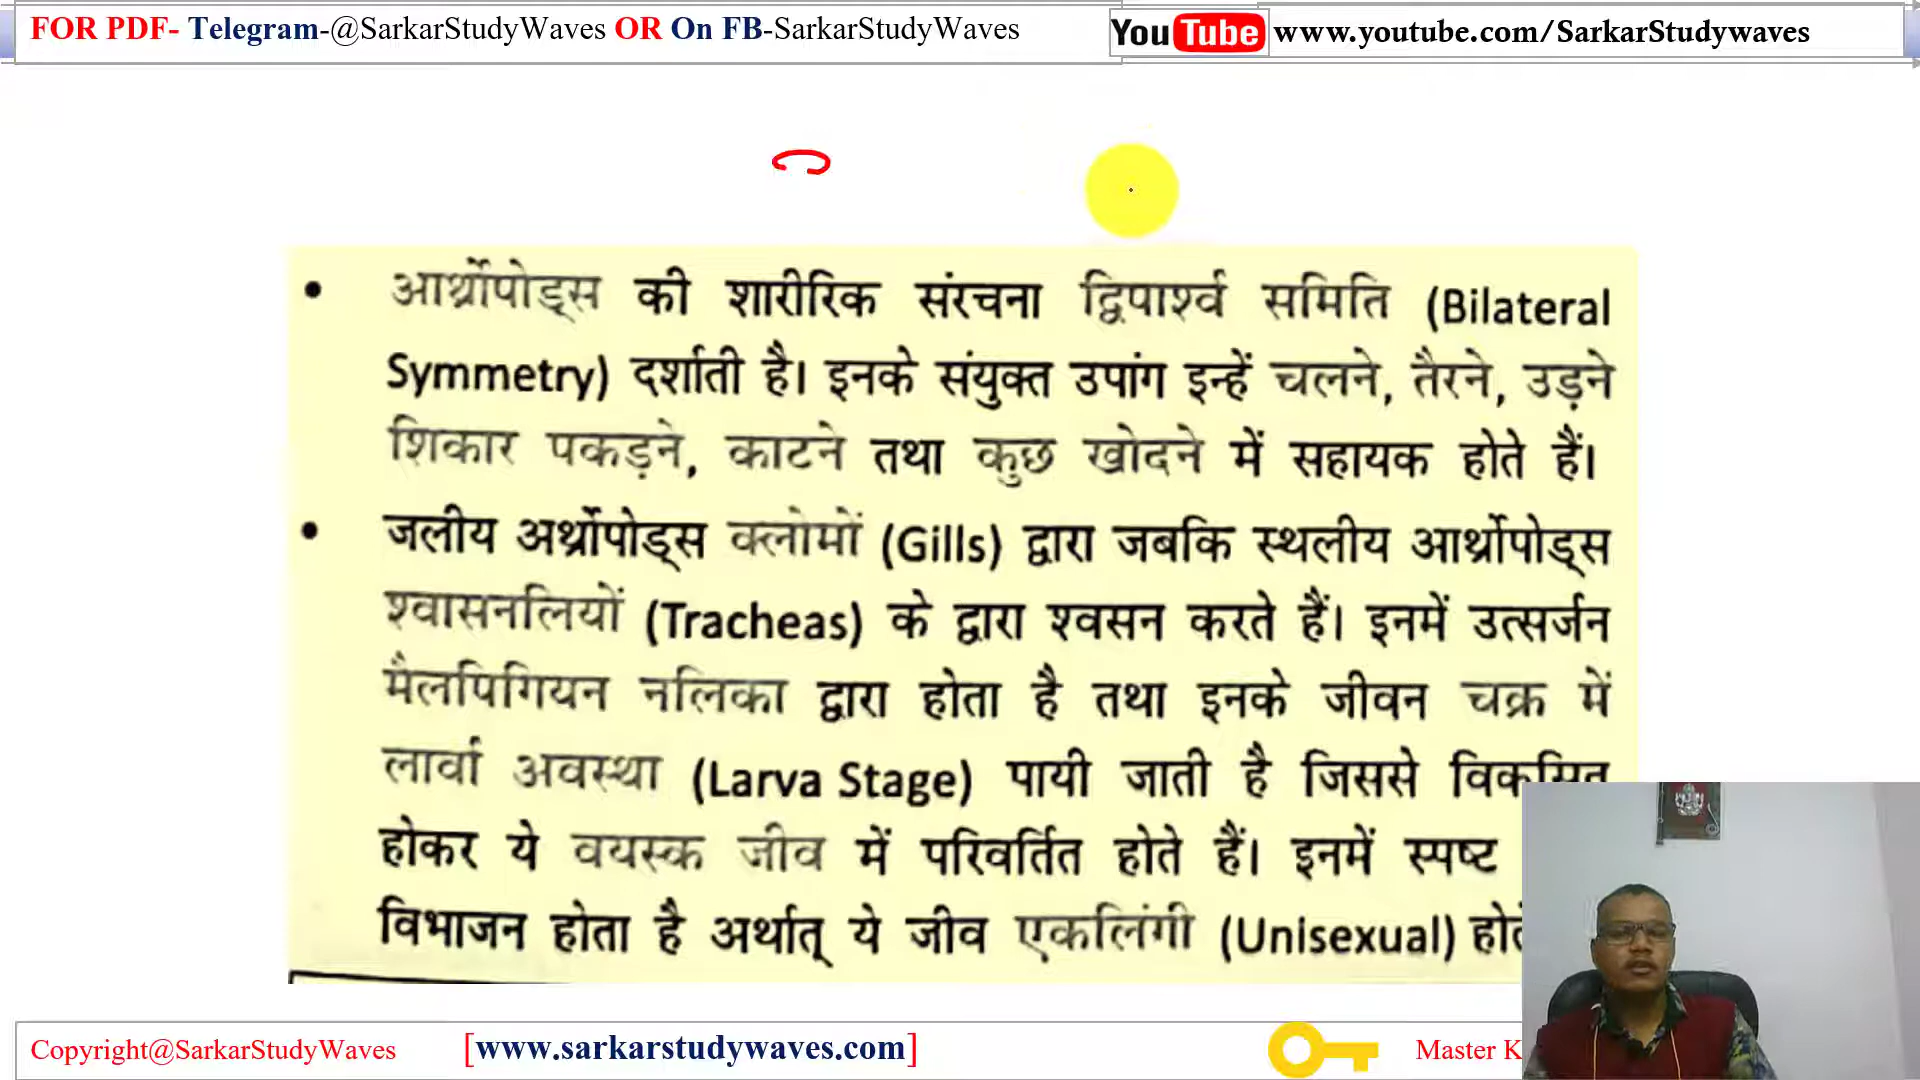 FOR PDF- Telegram-@SarkarStudyWaves OR On FB-SarkarStudyWaves
YouTube www.youtube.com/SarkarStudywaves
• आर्थ्रोपोड्स की शारीरिक संरचना द्विपार्श्व समिति (Bilateral
Symmetry) दर्शाती है। इनके संयुक्त उपांग इन्हें चलने, तैरने, उड़ने
शिकार पकड़ने, काटने तथा कुछ खोदने में सहायक होते हैं।
• जलीय अर्थ्रोपोड्स क्लोमों (Gills) द्वारा जबकि स्थलीय आर्थ्रोपोड्स
श्वासनलियों (Tracheas) के द्वारा श्वसन करते हैं। इनमें उत्सर्जन
मैलपिगियन नलिका द्वारा होता है तथा इनके जीवन चक्र में
लार्वा अवस्था (Larva Stage) पायी जाती है जिससे विकसित
होकर ये वयस्क जीव में परिवर्तित होते हैं। इनमें स्पष्ट
विभाजन होता है अर्थात् ये जीव एकलिंगी (Unisexual)
Copyright@SarkarStudyWaves
[www.sarkarstudywaves.com]
Master